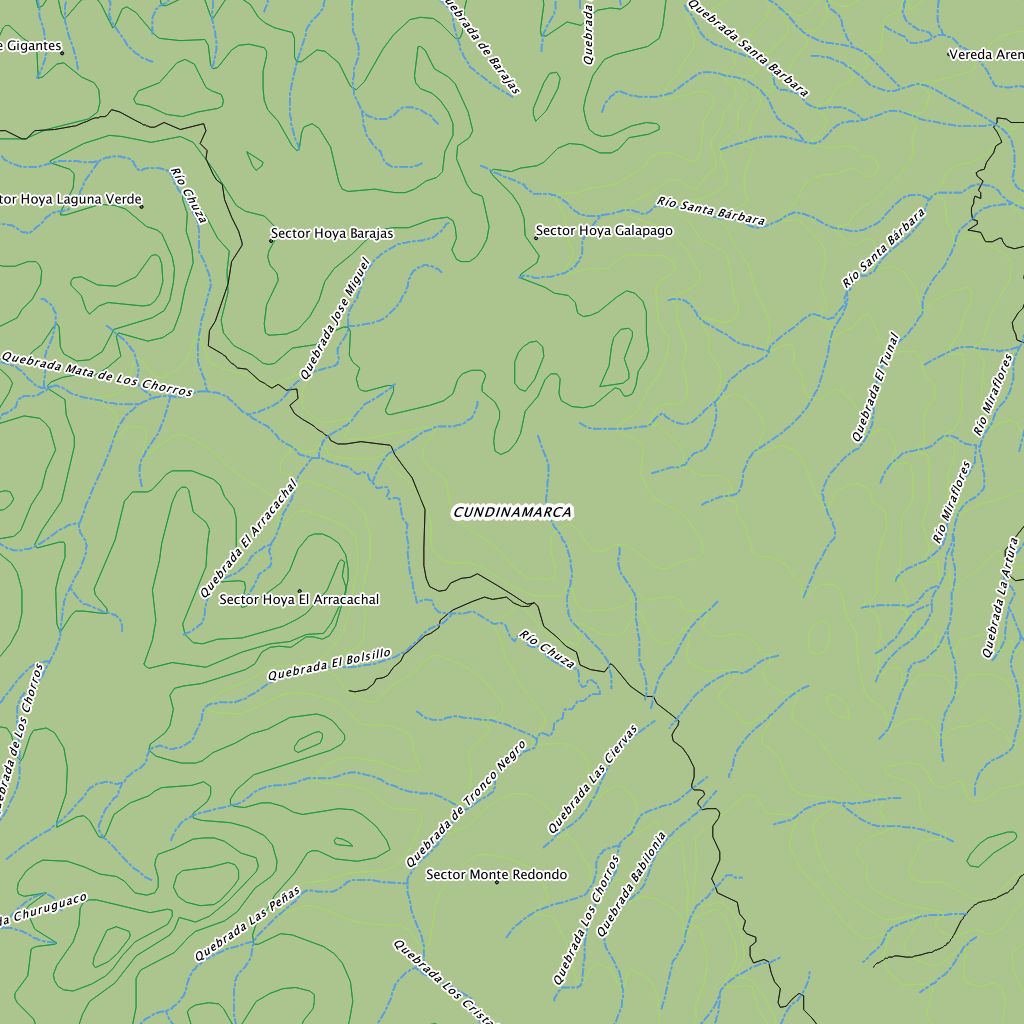 Quebrada de Barajas
Quebrada
Quebrada Santa Barbara
Gigantes
Vereda Aren
Río Chuza
Hoya Laguna Verde
Río Santa Bárbara
Sector Hoya Barajas
Sector Hoya Galapago
Río Santa Bárbara
Quebrada Jose Miguel
Quebrada El Tunal
Río Miraflores
Quebrada Mata de Los Chorros
Río Miraflores
Quebrada El Arracachal
CUNDINAMARCA
Quebrada La Artura
Sector Hoya El Arracachal
Río Chuza
Quebrada El Bolsillo
de Los Chorros
Quebrada de Tronco Negro
Quebrada Las Ciervas
Sector Monte Redondo
Quebrada Los Chorros
Quebrada Babilonia
Churuguaco
Quebrada Las Peñas
Quebrada Los Crista